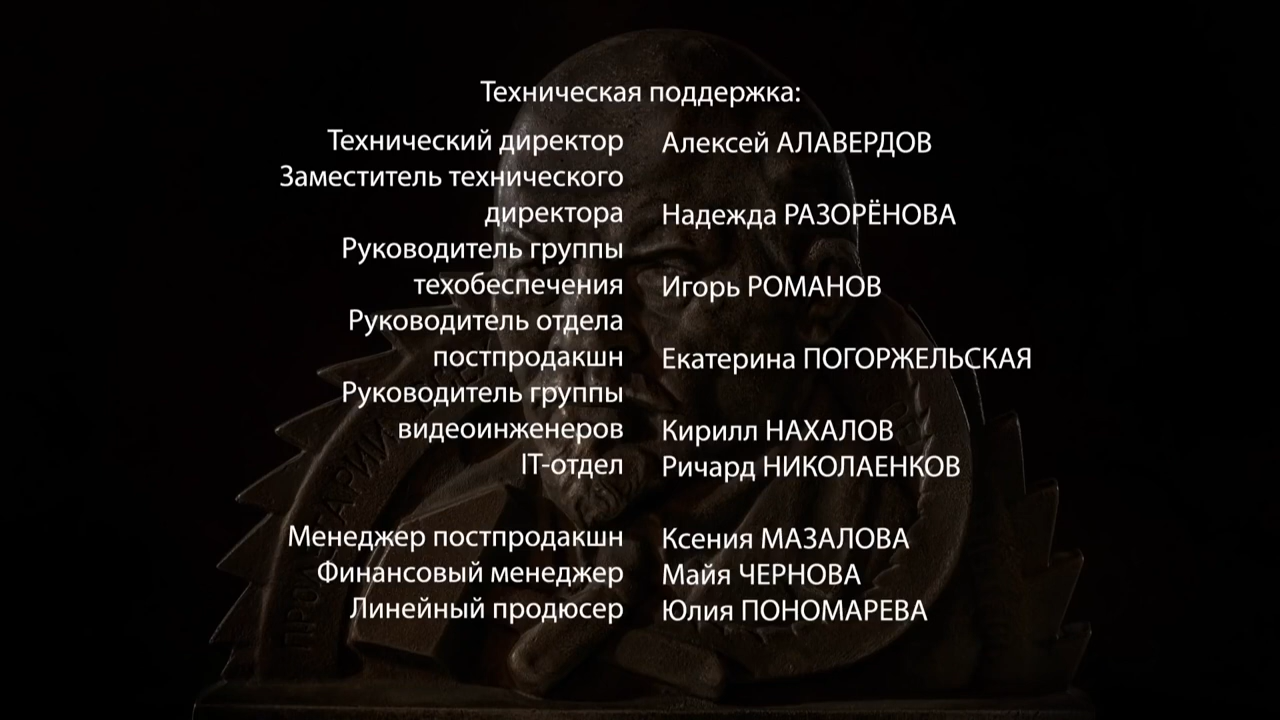 Техническая поддержка:
Технический директор Алексей АЛАВЕРДОВ
Заместитель технического
директора Надежда РАЗОРЁНОВА
Руководитель группы
техобеспечения Игорь РОМАНОВ
Руководитель отдела
постпродакшн Екатерина ПОГОРЖЕЛЬСКАЯ
Руководитель группы
видеоинженеров Кирилл НАХАЛОВ
IT-отдел Ричард НИКОЛАЕНКОВ
Менеджер постпродакшн Ксения МАЗАЛОВА
Финансовый менеджер Майя ЧЕРНОВА
Линейный продюсер Юлия ПОНОМАРЕВА